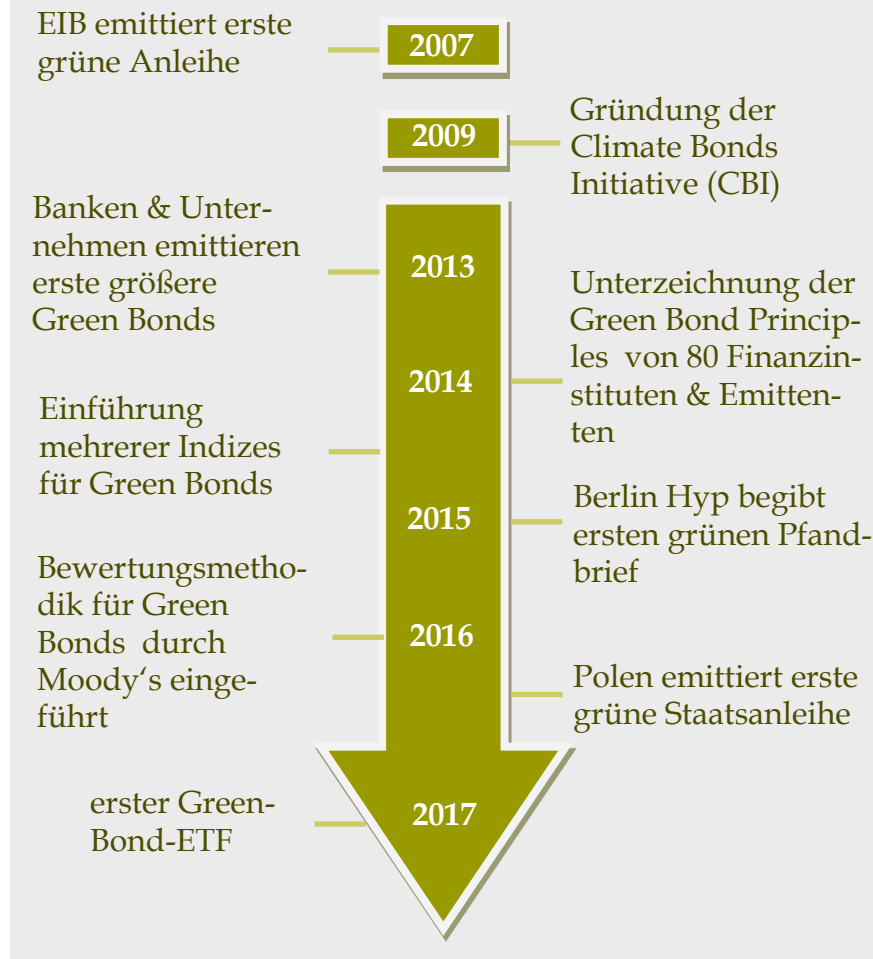 EIB emittiert erste
grüne Anleihe
2007
2009
Gründung der
Climate Bonds
Initiative (CBI)
Banken & Unter-
nehmen emittieren
erste größere
Green Bonds
2013
Unterzeichnung der
Green Bond Princip-
les von 80 Finanzin-
stituten & Emitten-
ten
2014
Einführung
mehrerer Indizes
für Green Bonds
2015
Berlin Hyp begibt
ersten grünen Pfand-
brief
Bewertungsmetho-
dik für Green
Bonds durch
Moody‘s einge-
führt
2016
Polen emittiert erste
grüne Staatsanleihe
erster Green-
Bond-ETF
2017